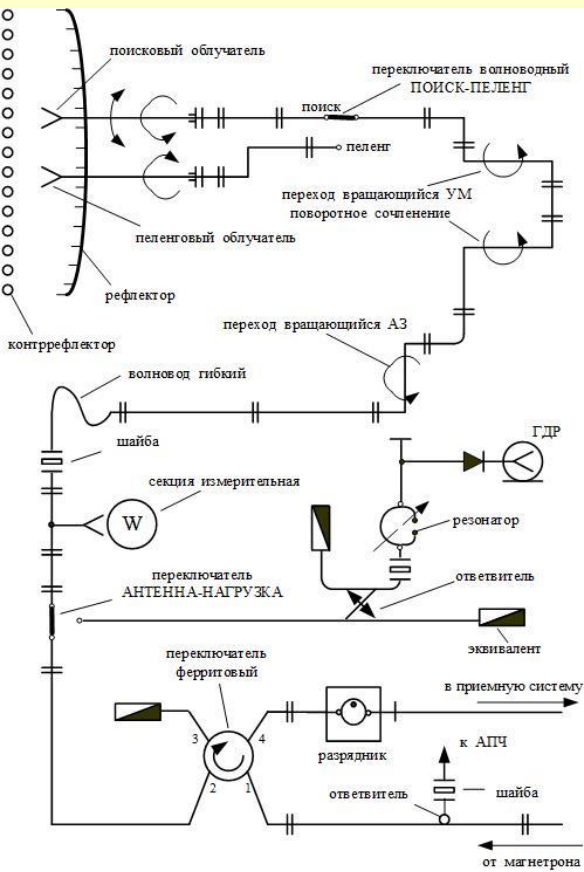 поисковый облучатель
переключатель волноводный
ПОИСК-ПЕЛЕНГ
поиск
пеленг
переход вращающийся УМ
поворотное сочленение
пеленговый облучатель
рефлектор
переход вращающийся АЗ
контррефлектор
волновод гибкий
ГДР
шайба
секция измерительная
W
резонатор
переключатель
АНТЕННА-НАГРУЗКА
ответвитель
эквивалент
переключатель
ферритовый
в приемную систему
3
4
2
1
разрядник
к АПЧ
ответвитель
шайба
от магнетрона